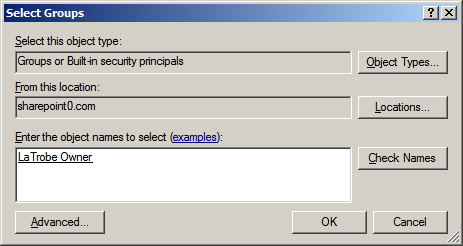 Select Groups
Select this object type:
Groups or Built-in security principals
Object Types...
From this location:
sharepoint0.com
Locations...
Enter the object names to select (examples):
LaTrobe Owner
Check Names
Advanced...
OK
Cancel